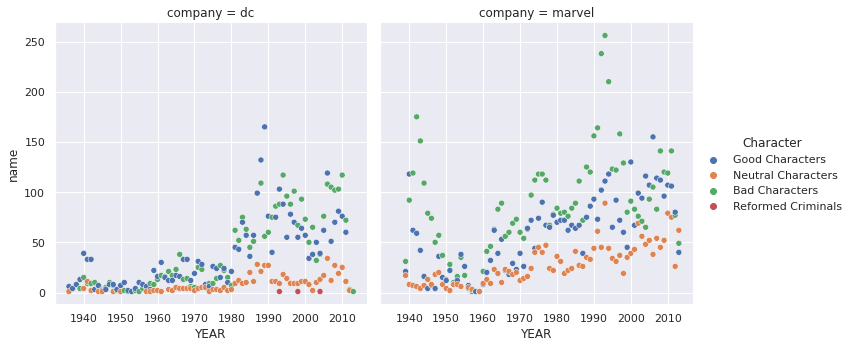 company = dc
company = marvel
250
200
150
100
50
0
name
1940 1950 1960 1970 1980 1990 2000 2010
YEAR
1940 1950 1960 1970 1980 1990 2000 2010
YEAR
Character
Good Characters
Neutral Characters
Bad Characters
Reformed Criminals